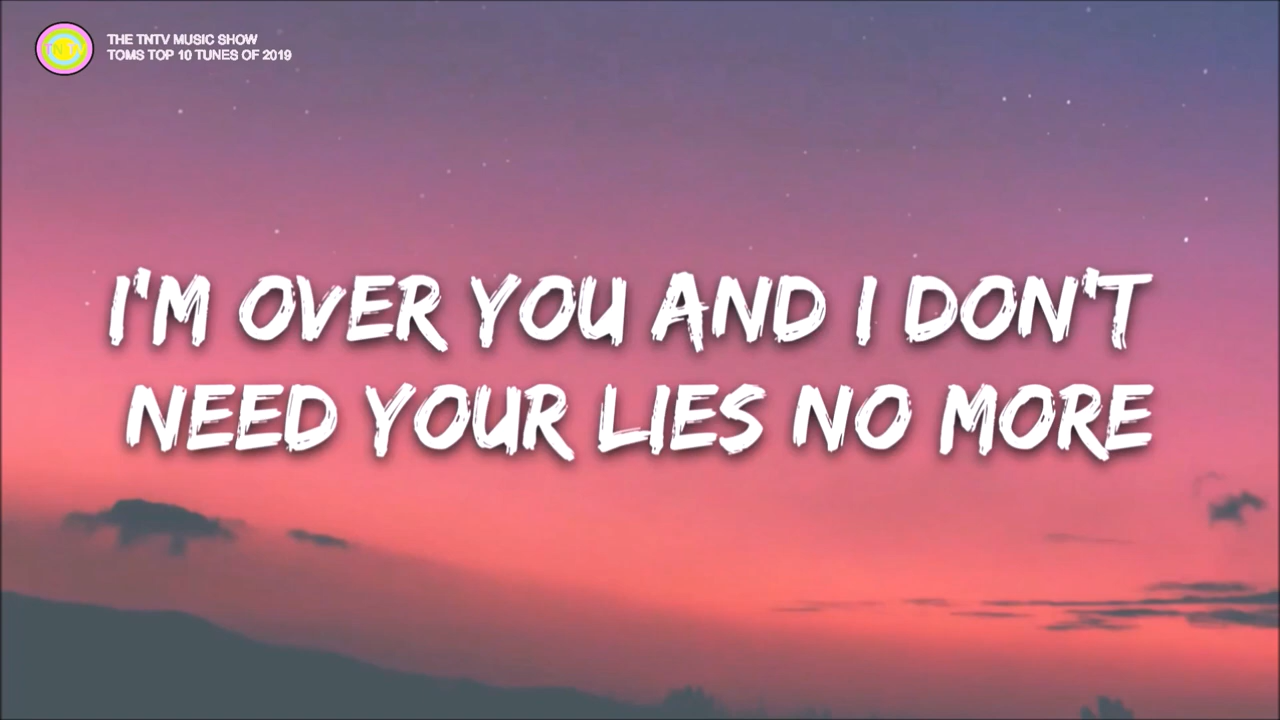 TNTV
THE TNTV MUSIC SHOW
TOMS TOP 10 TUNES OF 2019
I'M OVER YOU AND I DON'T
NEED YOUR LIES NO MORE